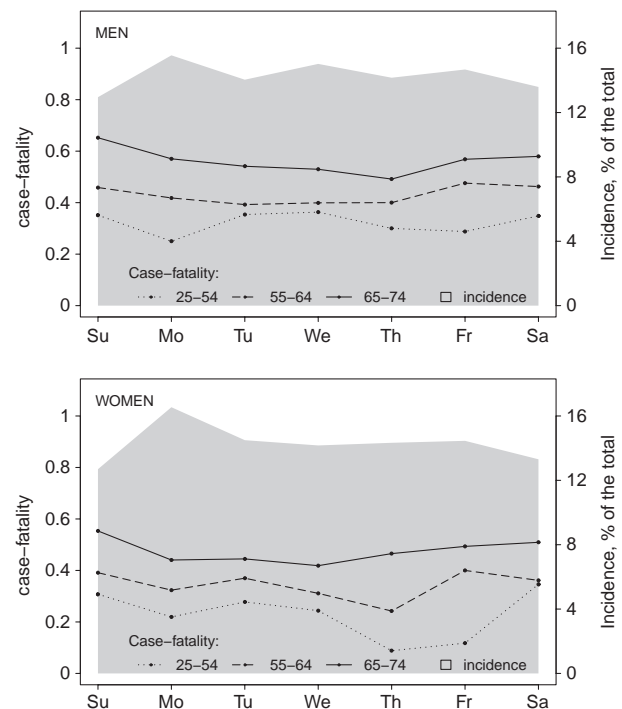 MEN
1
0.8
0.6
0.4
0.2
0
case−fatality
16
12
8
4
0
Incidence, % of the total
Case−fatality:
25−54 55−64 65−74 incidence
Su Mo Tu We Th Fr Sa
WOMEN
1
0.8
0.6
0.4
0.2
0
case−fatality
16
12
8
4
0
Incidence, % of the total
Case−fatality:
25−54 55−64 65−74 incidence
Su Mo Tu We Th Fr Sa